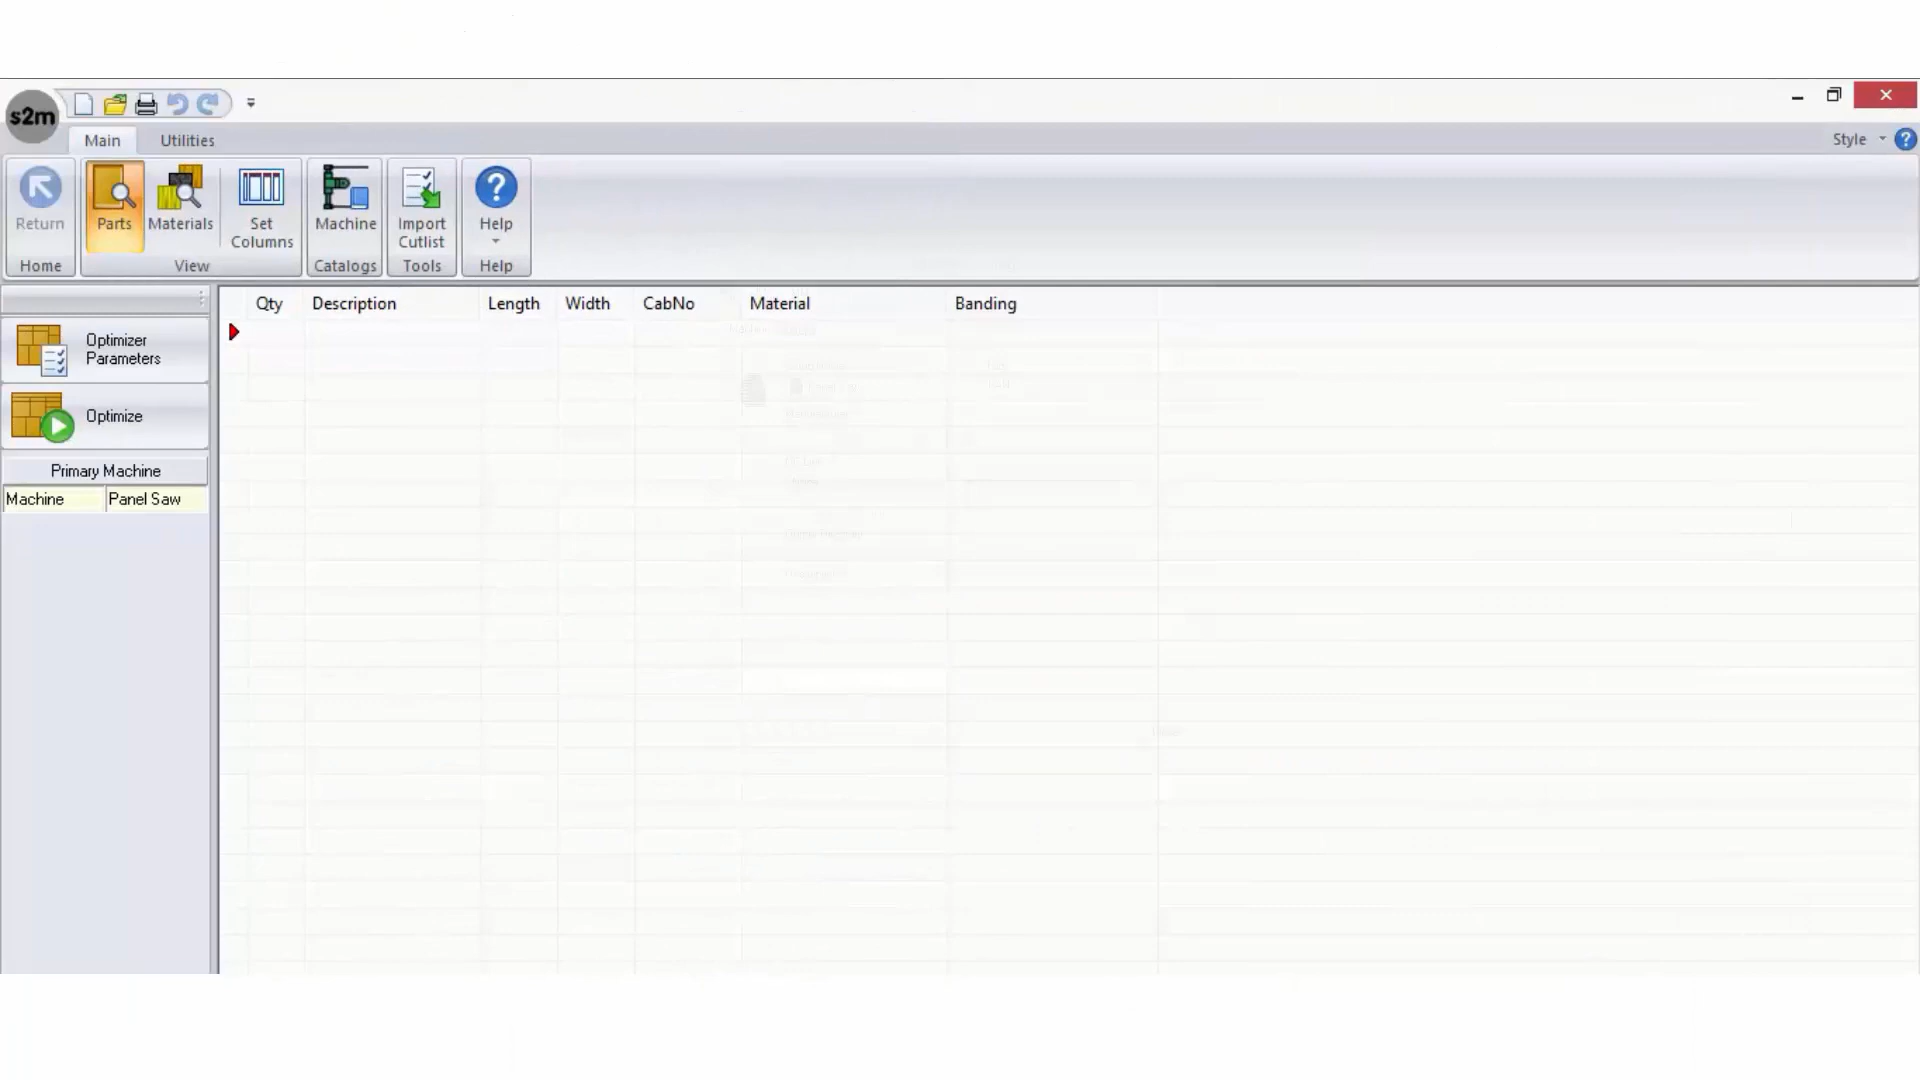 s2m
Main Utilities Style
Return Parts Materials Set Columns Machine Import Cutlist Help
Home View Catalogs Tools Help
Qty Description Length Width CabNo Material Banding
Optimizer
Parameters
Optimize
Primary Machine
Machine Panel Saw